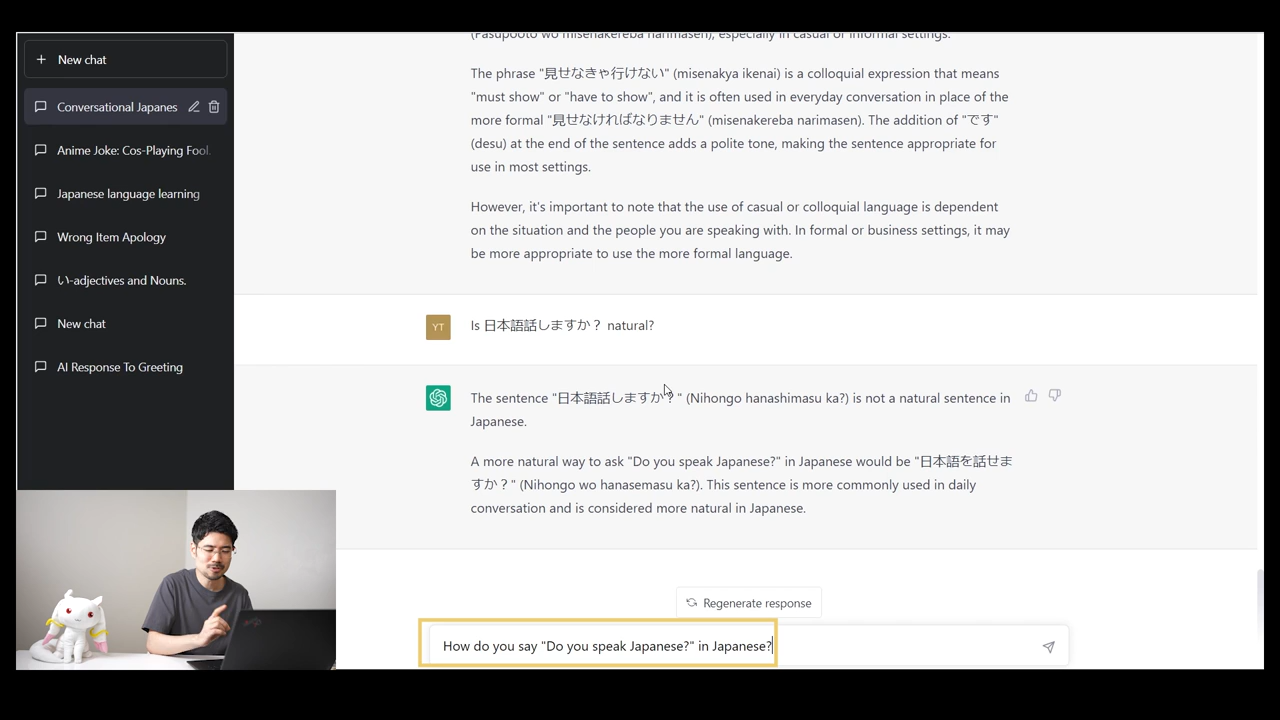 New chat
Conversational Japanes
Anime Joke: Cos-Playing Fool.
Japanese language learning
Wrong Item Apology
い-adjectives and Nouns.
New chat
AI Response To Greeting
(Pasupooto wo misenakereba narimasen), especially in casual or informal settings.
The phrase "見せなきゃ行けない" (misenakya ikenai) is a colloquial expression that means
"must show" or "have to show", and it is often used in everyday conversation in place of the
more formal "見せなければなりません" (misenakereba narimasen). The addition of "です"
(desu) at the end of the sentence adds a polite tone, making the sentence appropriate for
use in most settings.
However, it's important to note that the use of casual or colloquial language is dependent
on the situation and the people you are speaking with. In formal or business settings, it may
be more appropriate to use the more formal language.
YT
Is 日本語話しますか？ natural?
The sentence "日本語話しますか？" (Nihongo hanashimasu ka?) is not a natural sentence in
Japanese.
A more natural way to ask "Do you speak Japanese?" in Japanese would be "日本語を話せま
すか？" (Nihongo wo hanasemasu ka?). This sentence is more commonly used in daily
conversation and is considered more natural in Japanese.
Regenerate response
How do you say "Do you speak Japanese?" in Japanese?